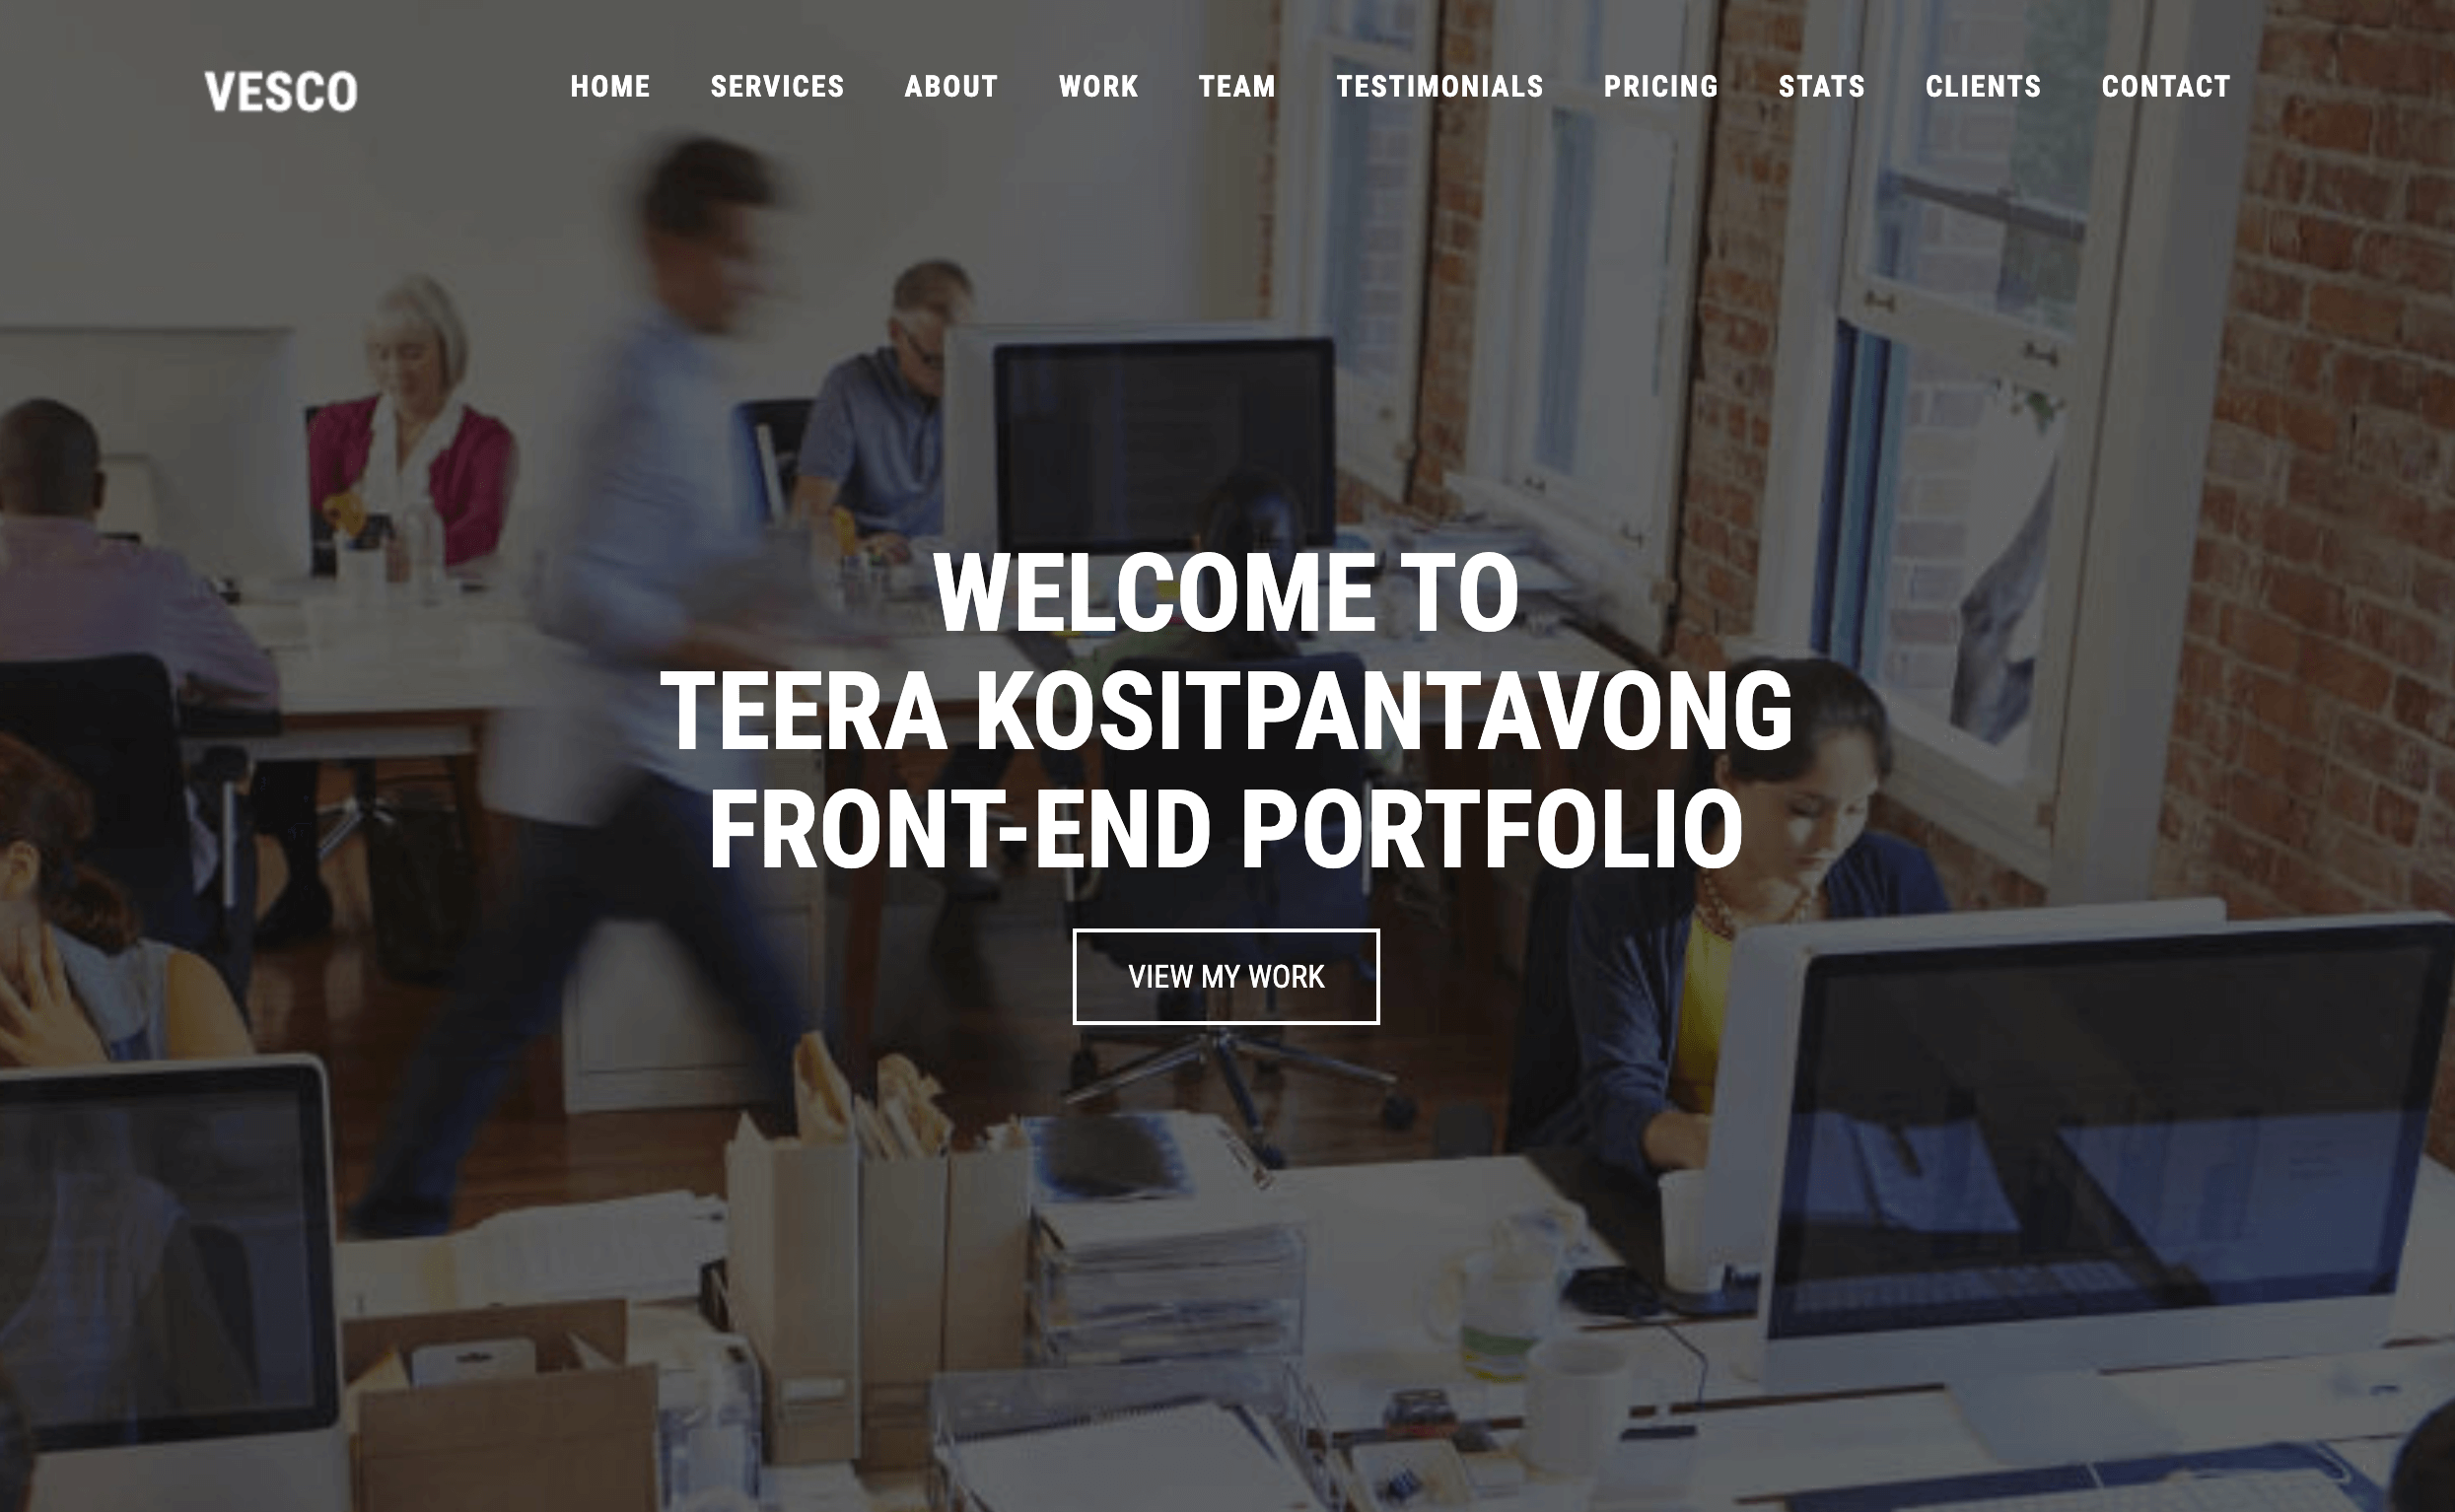 VESCO
HOME SERVICES ABOUT WORK TEAM TESTIMONIALS PRICING STATS CLIENTS CONTACT
WELCOME TO
TEERA KOSITPANTAVONG
FRONT-END PORTFOLIO
VIEW MY WORK